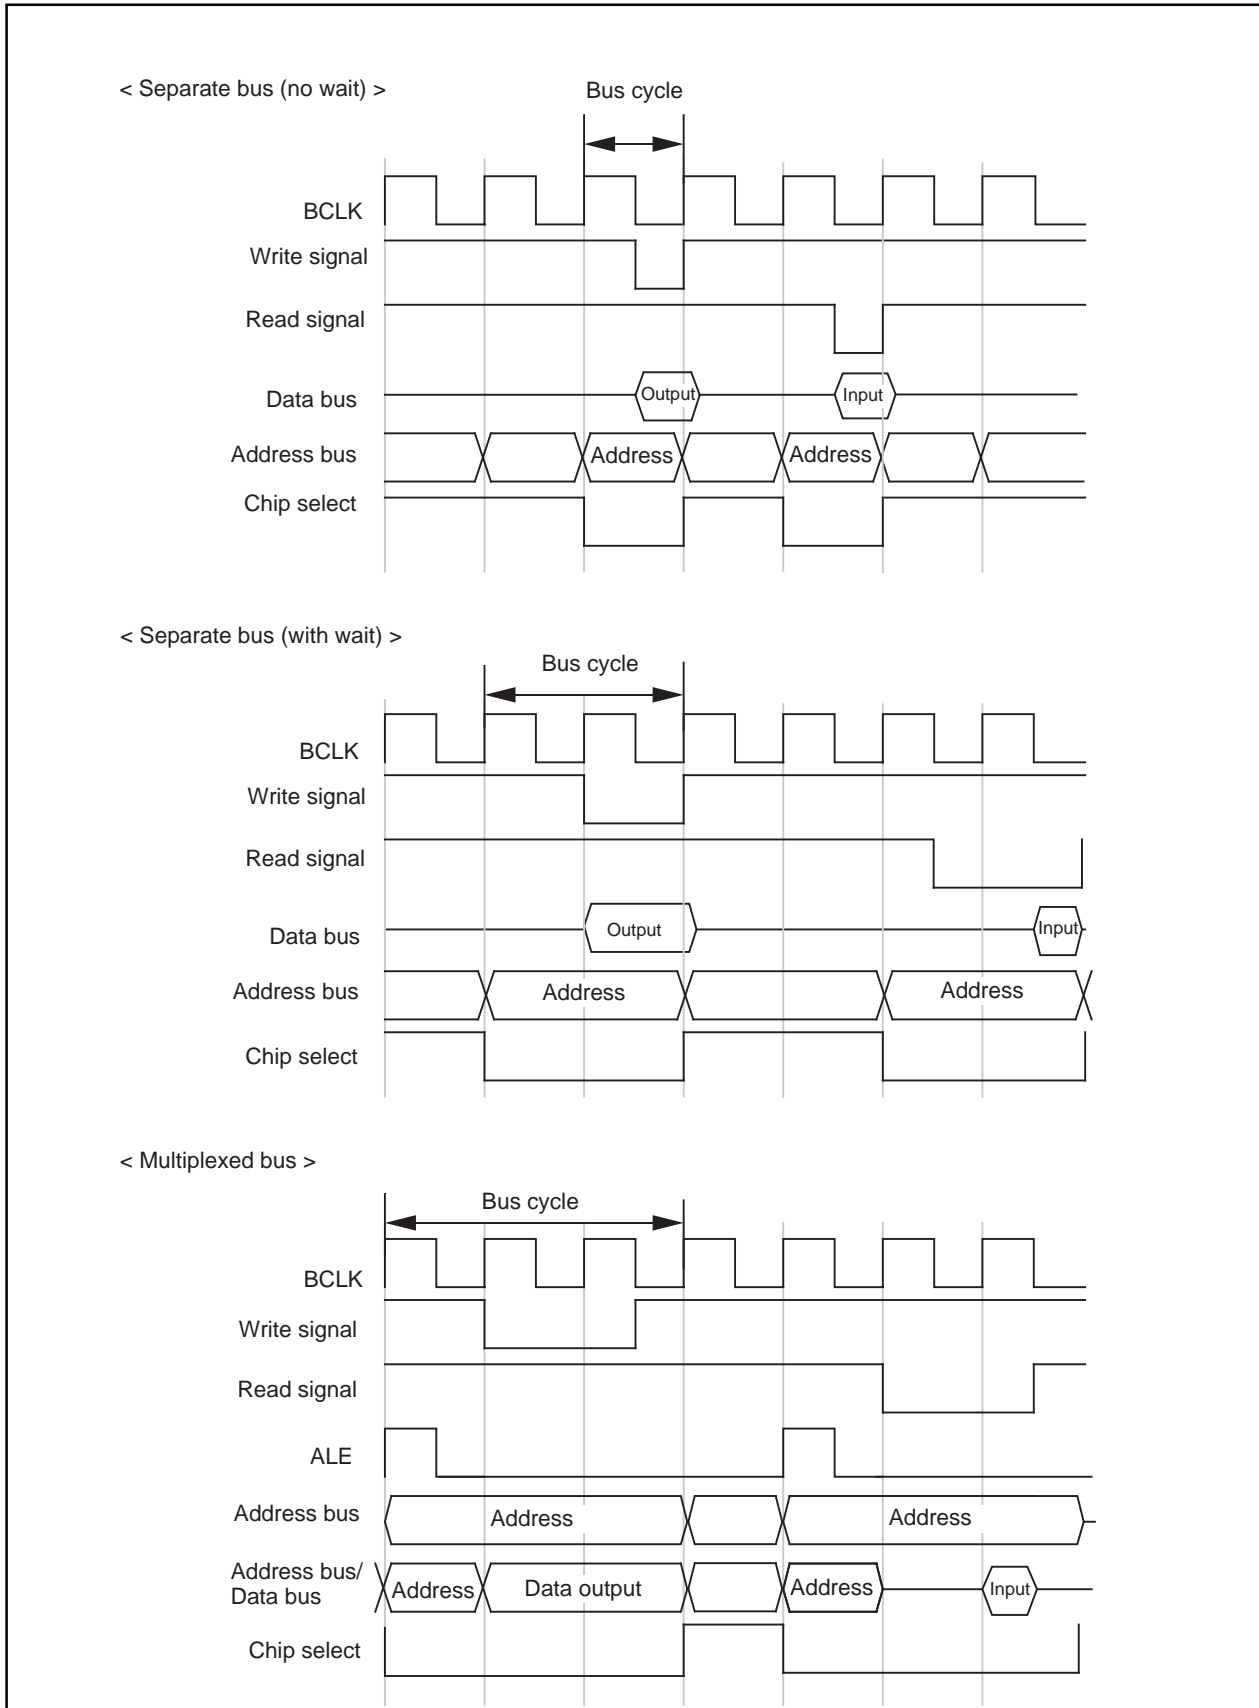 < Separate bus (no wait) >
Bus cycle
BCLK
Write signal
Read signal
Data bus
Output
Input
Address bus
Address
Address
Chip select
< Separate bus (with wait) >
Bus cycle
BCLK
Write signal
Read signal
Data bus
Output
Input
Address bus
Address
Address
Chip select
< Multiplexed bus >
Bus cycle
BCLK
Write signal
Read signal
ALE
Address bus
Address
Address
Address bus/
Data bus
Address
Data output
Address
Input
Chip select